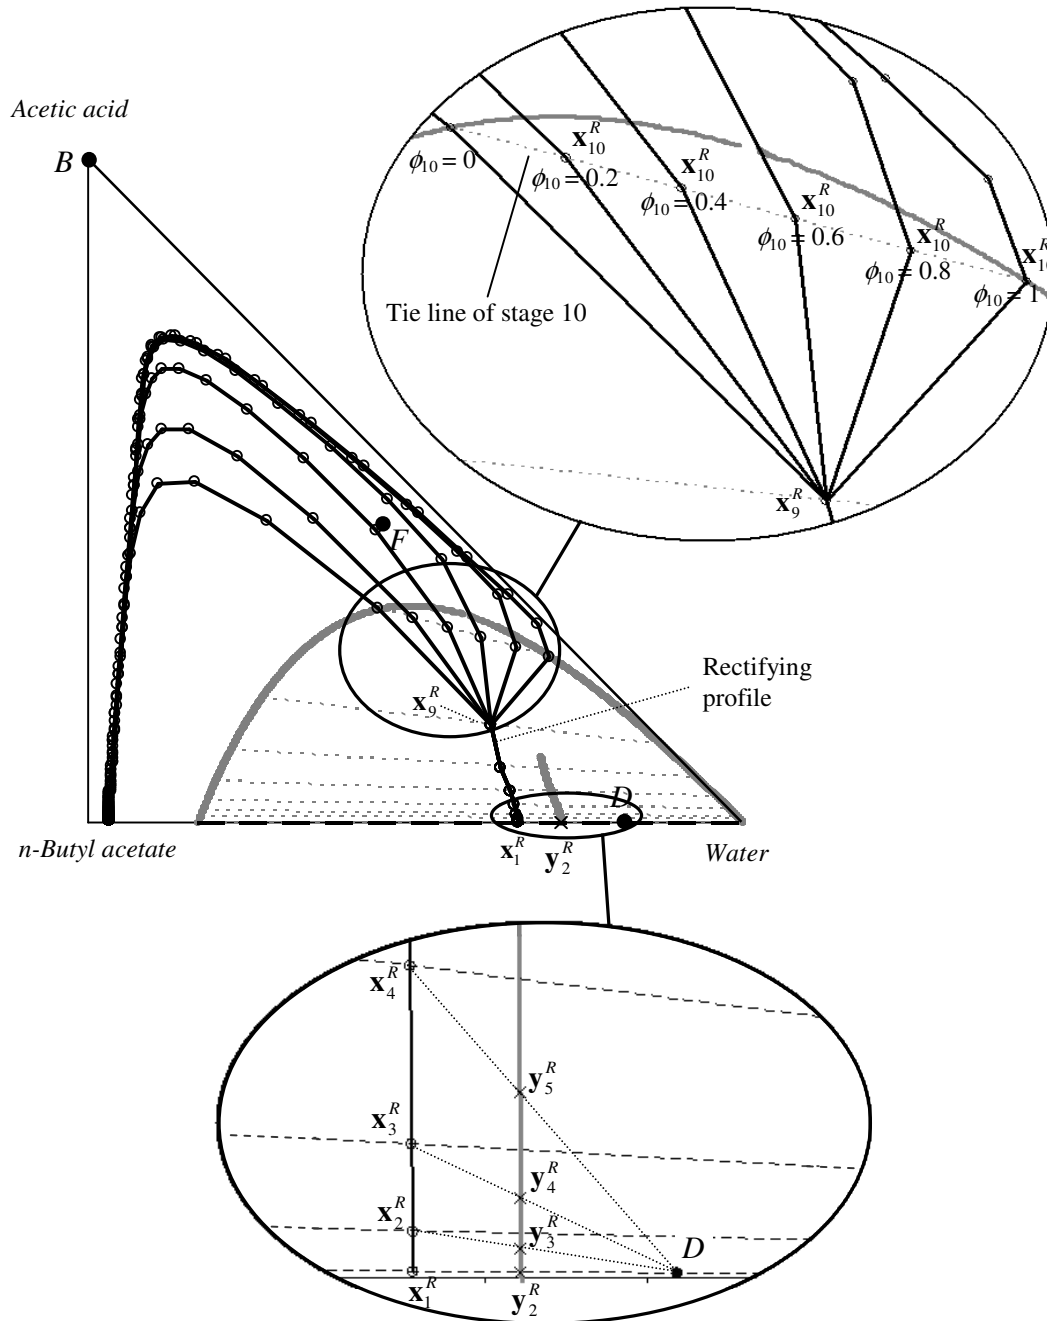 Acetic acid
B
x₁₀ᴿ
ϕ₁₀ = 0
ϕ₁₀ = 0.2
x₁₀ᴿ
ϕ₁₀ = 0.4
x₁₀ᴿ
ϕ₁₀ = 0.6
x₁₀ᴿ
ϕ₁₀ = 0.8
x₁₀ᴿ
ϕ₁₀ = 1
Tie line of stage 10
x₉ᴿ
F
Rectifying
profile
x₉ᴿ
D
n-Butyl acetate
x₁ᴿ
y₂ᴿ
Water
x₄ᴿ
y₅ᴿ
x₃ᴿ
y₄ᴿ
x₂ᴿ
y₃ᴿ
D
x₁ᴿ
y₂ᴿ